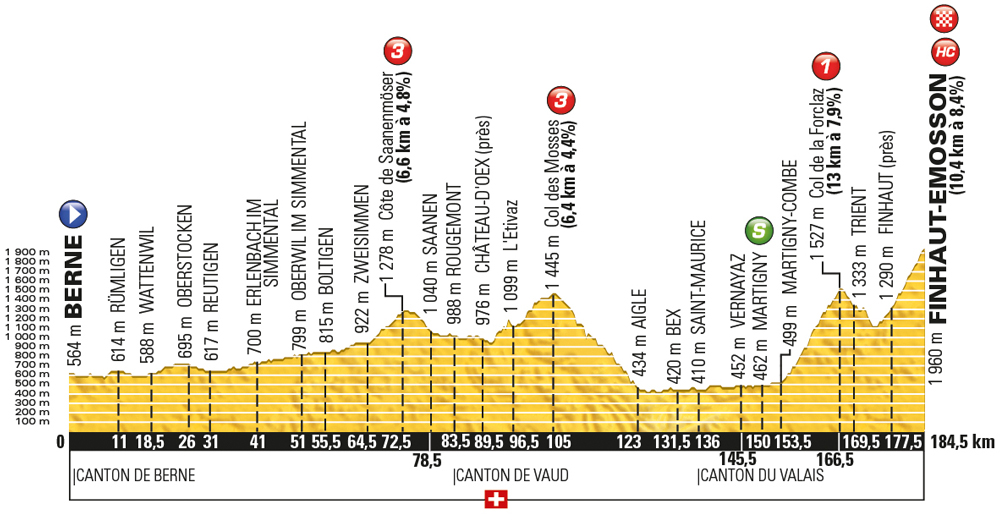 3
Côte de Saanenmöser
(6,6 km à 4,8%)
1 278 m
3
Col des Mosses
(6,4 km à 4,4%)
1 445 m
1
Col de la Forclaz
(13 km à 7,9%)
1 527 m
HC
FINHAUT-EMOSSON
(10,4 km à 8,4%)
1 960 m
S
1 900 m
1 800 m
1 700 m
1 600 m
1 500 m
1 400 m
1 300 m
1 200 m
1 100 m
1 000 m
900 m
800 m
700 m
600 m
500 m
400 m
300 m
200 m
100 m
564 m BERNE
614 m RÜMLIGEN
588 m WATTENWIL
695 m OBERSTOCKEN
617 m REUTIGEN
700 m ERLENBACH IM
SIMMENTAL
799 m OBERWIL IM SIMMENTAL
815 m BOLTIGEN
922 m ZWEISIMMEN
1 040 m SAANEN
988 m ROUGEMONT
976 m CHÂTEAU-D'OEX (près)
1 099 m L'Etivaz
434 m AIGLE
420 m BEX
410 m SAINT-MAURICE
452 m VERNAYAZ
462 m MARTIGNY
499 m MARTIGNY-COMBE
1 333 m TRIENT
1 290 m FINHAUT (près)
0 11 18,5 26 31 41 51 55,5 64,5 72,5 83,5 89,5 96,5 105 123 131,5 136 150 153,5 169,5 177,5 184,5 km
78,5 145,5 166,5
CANTON DE BERNE CANTON DE VAUD CANTON DU VALAIS